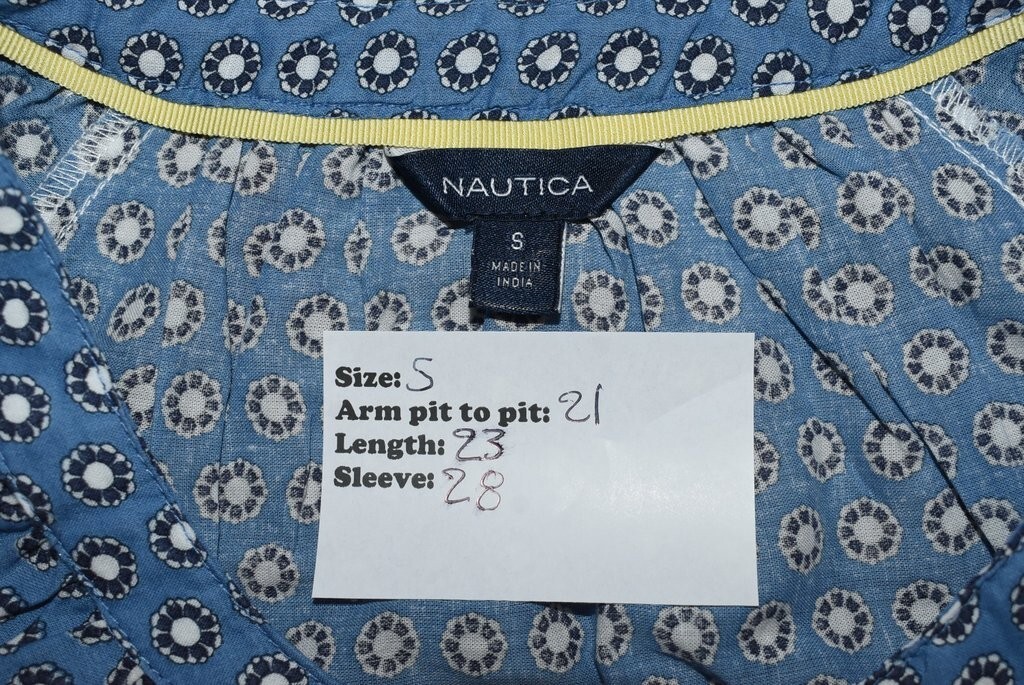 NAUTICA
S
MADE IN
INDIA
Size: S
Arm pit to pit: 21
Length: 23
Sleeve: 28